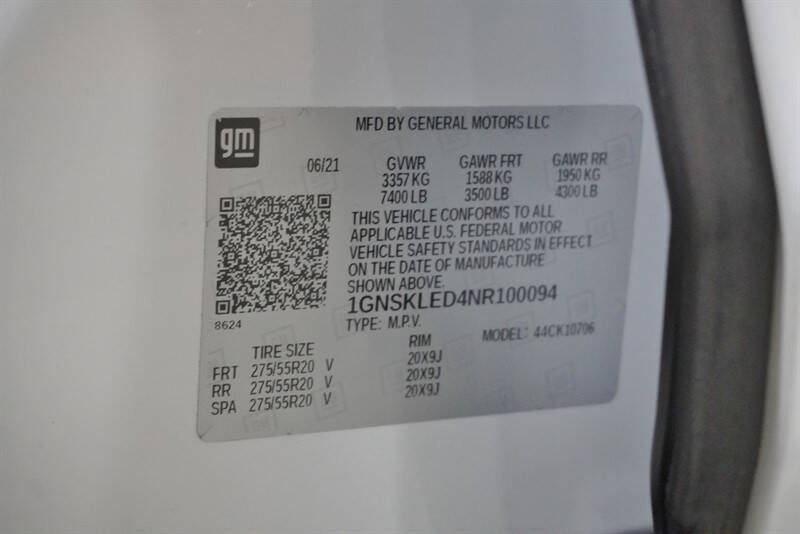 gm
MFD BY GENERAL MOTORS LLC
06/21 GVWR GAWR FRT GAWR RR
3357 KG 1588 KG 1950 KG
7400 LB 3500 LB 4300 LB
THIS VEHICLE CONFORMS TO ALL
APPLICABLE U.S. FEDERAL MOTOR
VEHICLE SAFETY STANDARDS IN EFFECT
ON THE DATE OF MANUFACTURE
SHOWN ABOVE.
1GNSKLED4NR100094
8624
TYPE: M.P.V. MODEL: 44CK10706
TIRE SIZE RIM
FRT 275/55R20 V 20X9J
RR 275/55R20 V 20X9J
SPA 275/55R20 V 20X9J